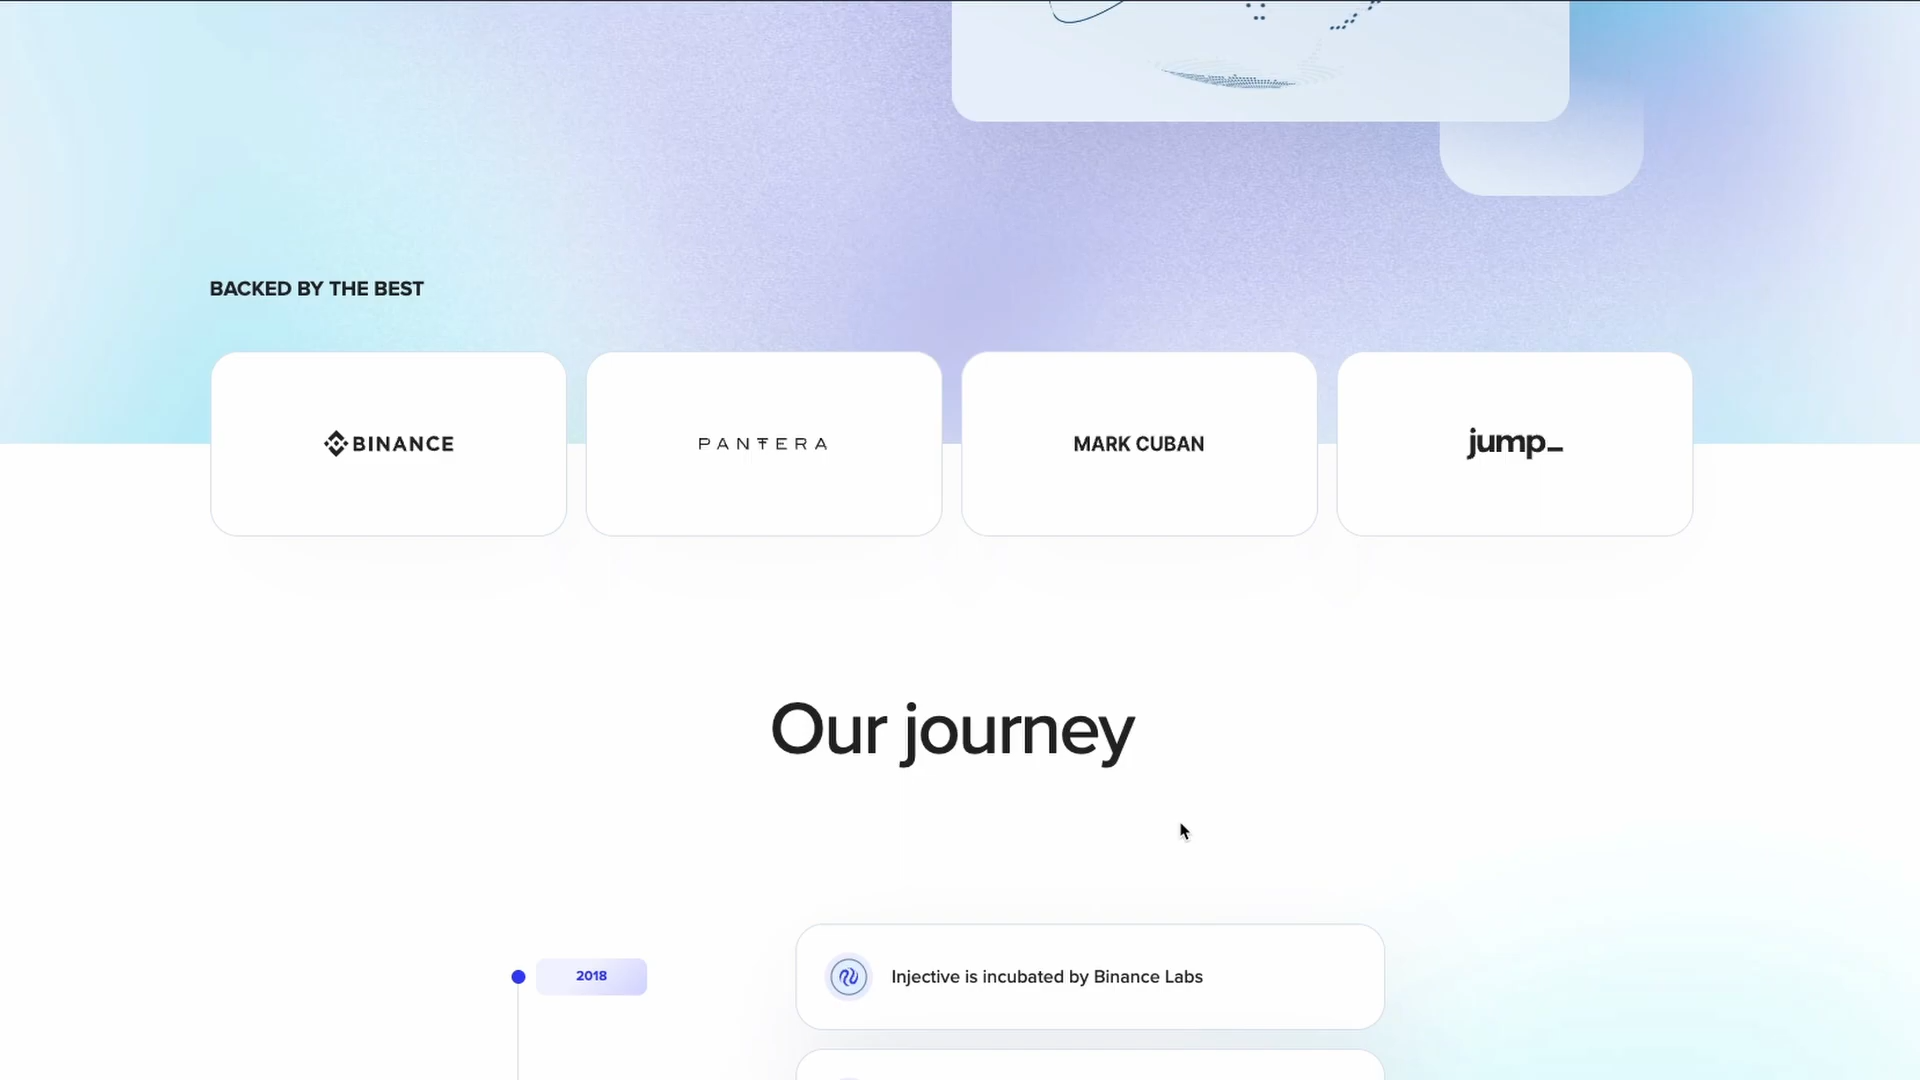 BACKED BY THE BEST
BINANCE
PANTERA
MARK CUBAN
jump_
Our journey
2018
Injective is incubated by Binance Labs